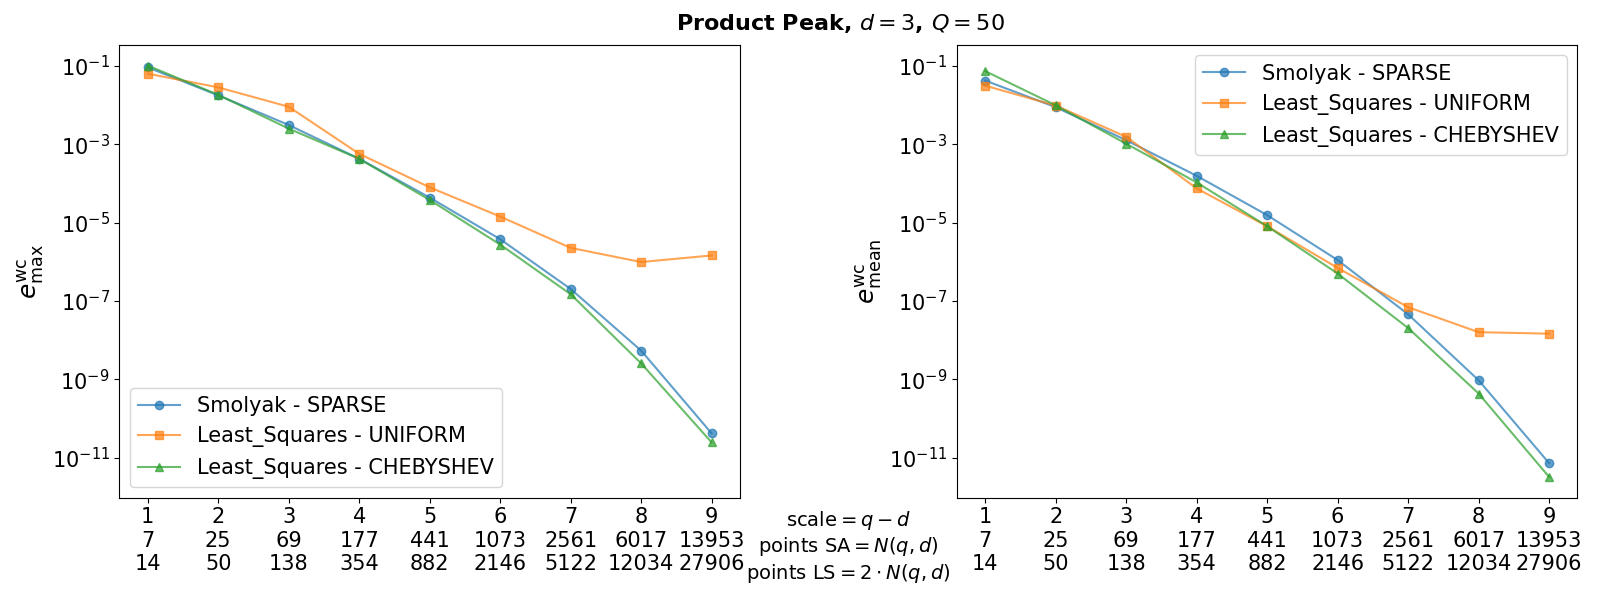 Product Peak, d = 3, Q = 50
e^wc_max
10^−1
10^−3
10^−5
10^−7
10^−9
10^−11
Smolyak - SPARSE
Least_Squares - UNIFORM
Least_Squares - CHEBYSHEV
1 2 3 4 5 6 7 8 9
7 25 69 177 441 1073 2561 6017 13953
14 50 138 354 882 2146 5122 12034 27906
scale = q − d
points SA = N(q, d)
points LS = 2 · N(q, d)
e^wc_mean
10^−1
10^−3
10^−5
10^−7
10^−9
10^−11
Smolyak - SPARSE
Least_Squares - UNIFORM
Least_Squares - CHEBYSHEV
1 2 3 4 5 6 7 8 9
7 25 69 177 441 1073 2561 6017 13953
14 50 138 354 882 2146 5122 12034 27906